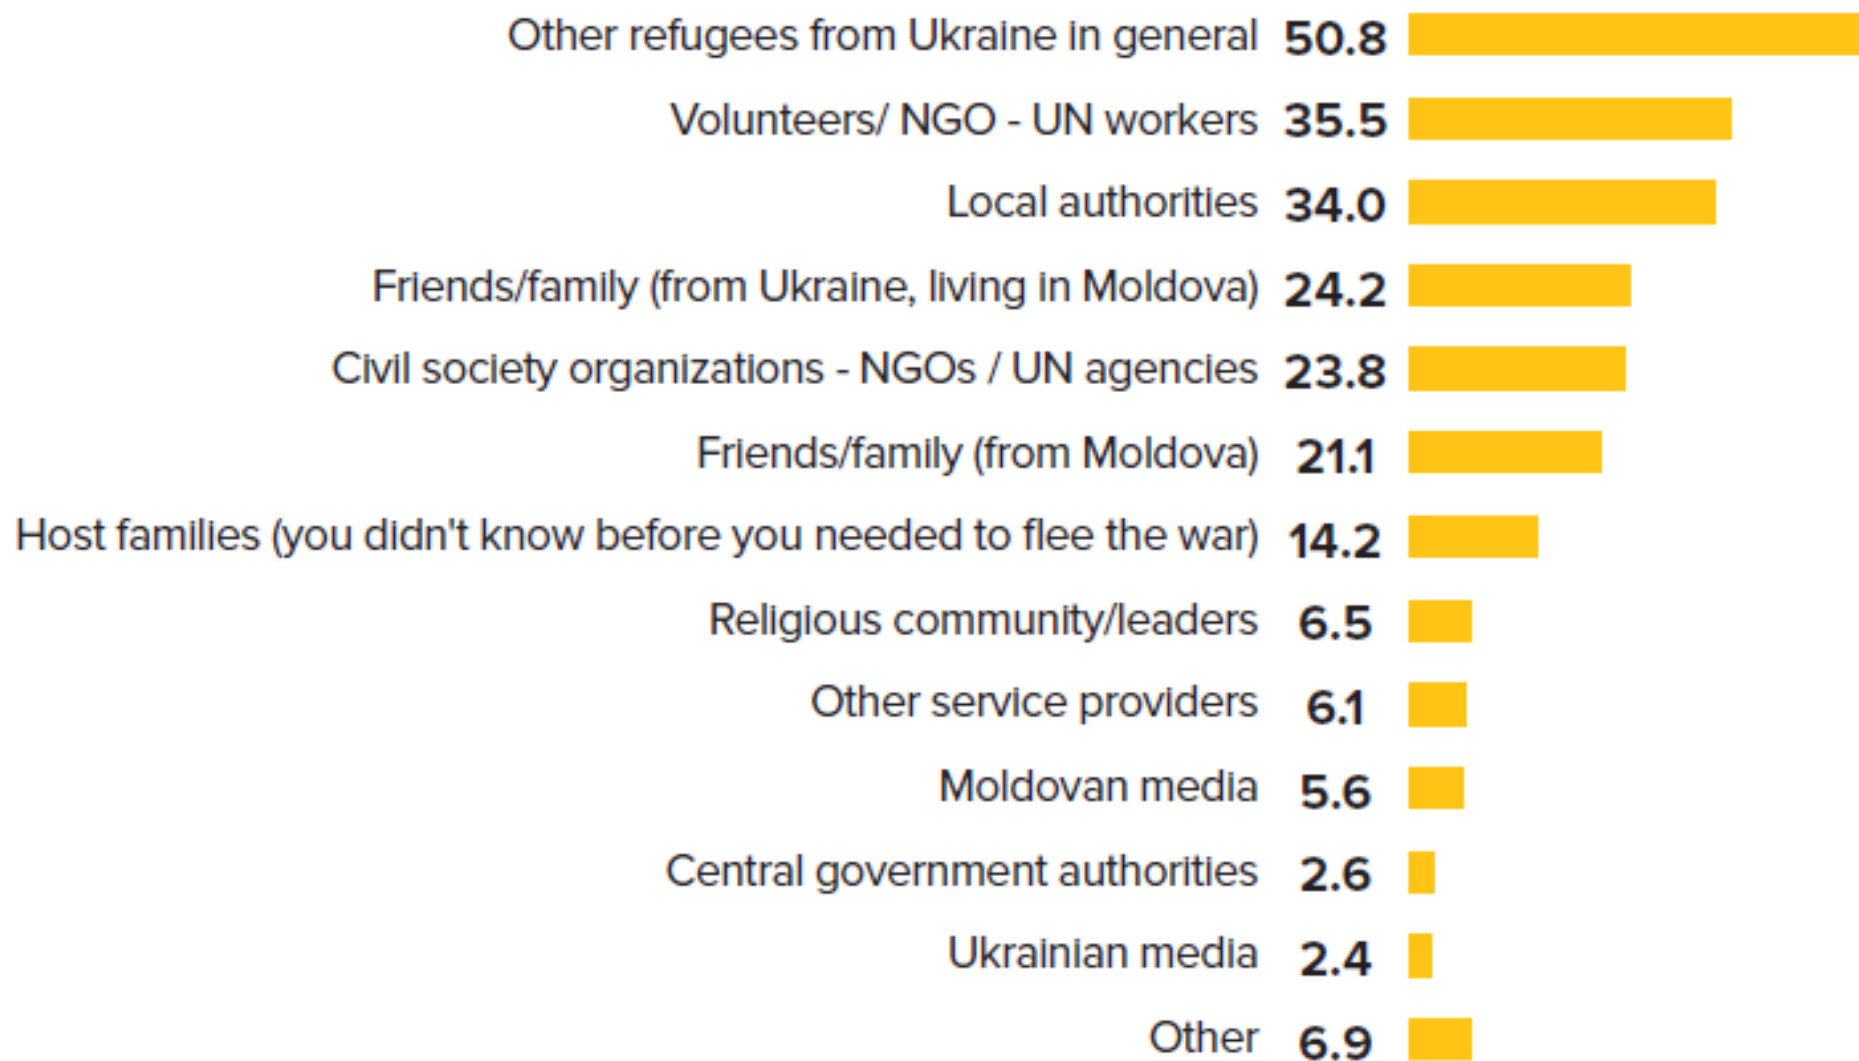 Other refugees from Ukraine in general 50.8
Volunteers/ NGO - UN workers 35.5
Local authorities 34.0
Friends/family (from Ukraine, living in Moldova) 24.2
Civil society organizations - NGOs / UN agencies 23.8
Friends/family (from Moldova) 21.1
Host families (you didn't know before you needed to flee the war) 14.2
Religious community/leaders 6.5
Other service providers 6.1
Moldovan media 5.6
Central government authorities 2.6
Ukrainian media 2.4
Other 6.9